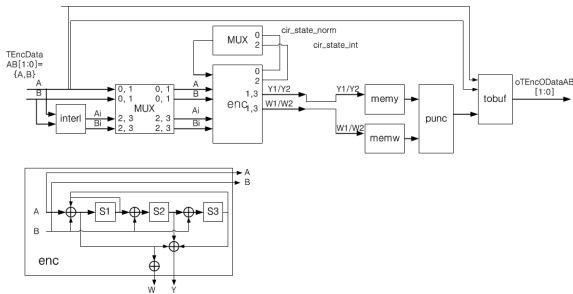 cir_state_norm
MUX
0
2
cir_state_int
TEncData
AB[1:0]=
{A,B}
A
B
interl
Ai
Bi
0, 1
0, 1
2, 3
2, 3
MUX
0, 1
0, 1
2, 3
2, 3
A
B
Ai
Bi
enc
0
2
1,3
1,3
Y1/Y2
W1/W2
Y1/Y2
W1/W2
memy
memw
punc
tobuf
oTEncODataAB
[1:0]
A
B
A
B
S1
S2
S3
enc
W
Y